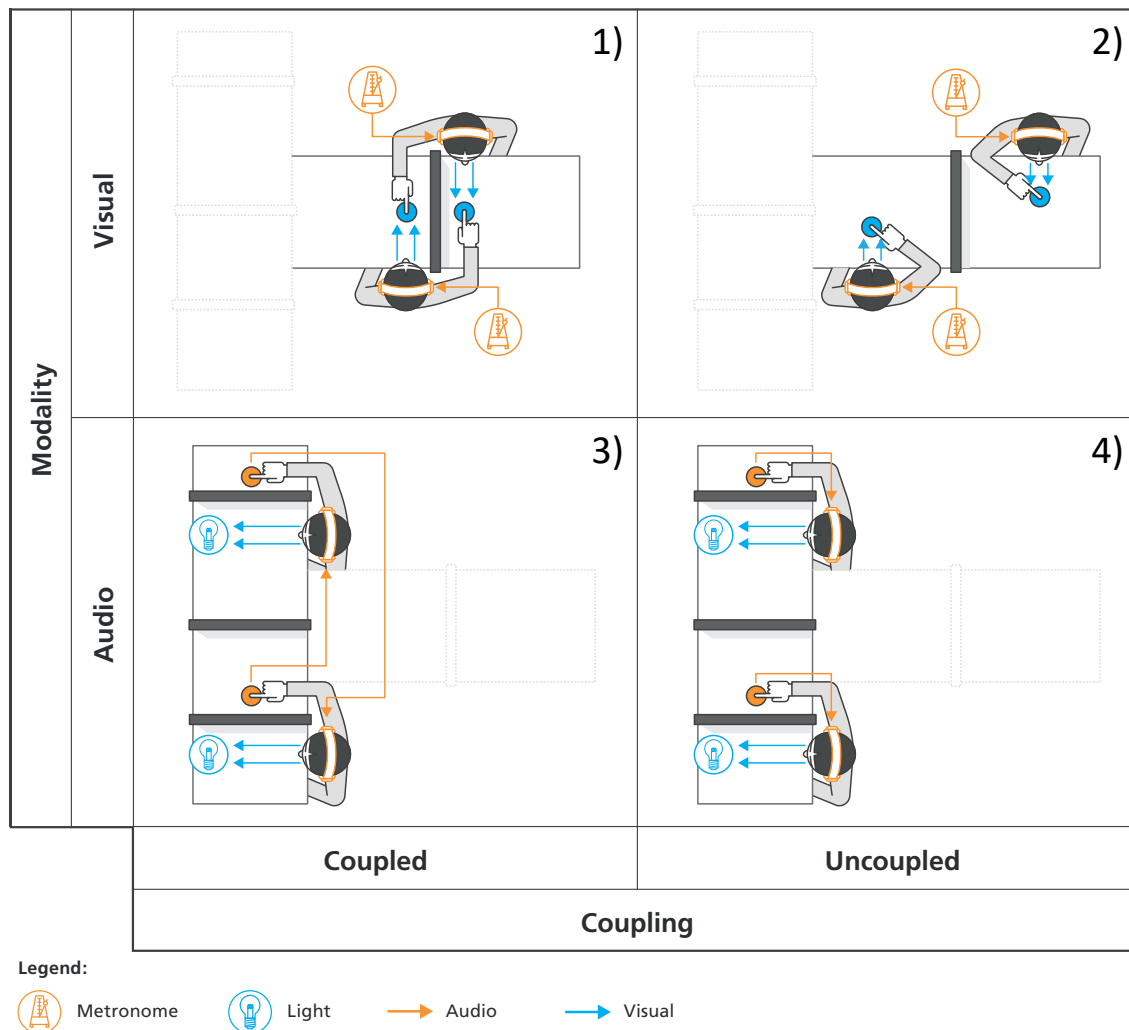 1)
2)
Visual
Modality
3)
4)
Audio
Coupled
Uncoupled
Coupling
Legend:
Metronome
Light
Audio
Visual